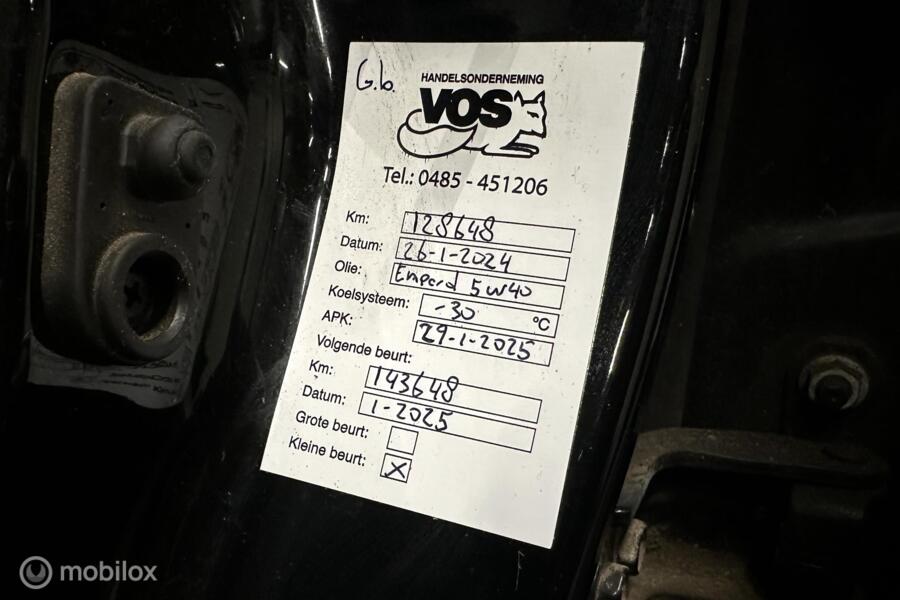 G.b.
HANDELSONDERNEMING
VOS
Tel.: 0485 - 451206
Km: 128648
Datum: 26-1-2024
Olie: Emperd 5w40
Koelsysteem: -30 °C
APK: 29-1-2025
Volgende beurt:
Km: 143648
Datum: 1-2025
Grote beurt:
Kleine beurt: X
mobilox